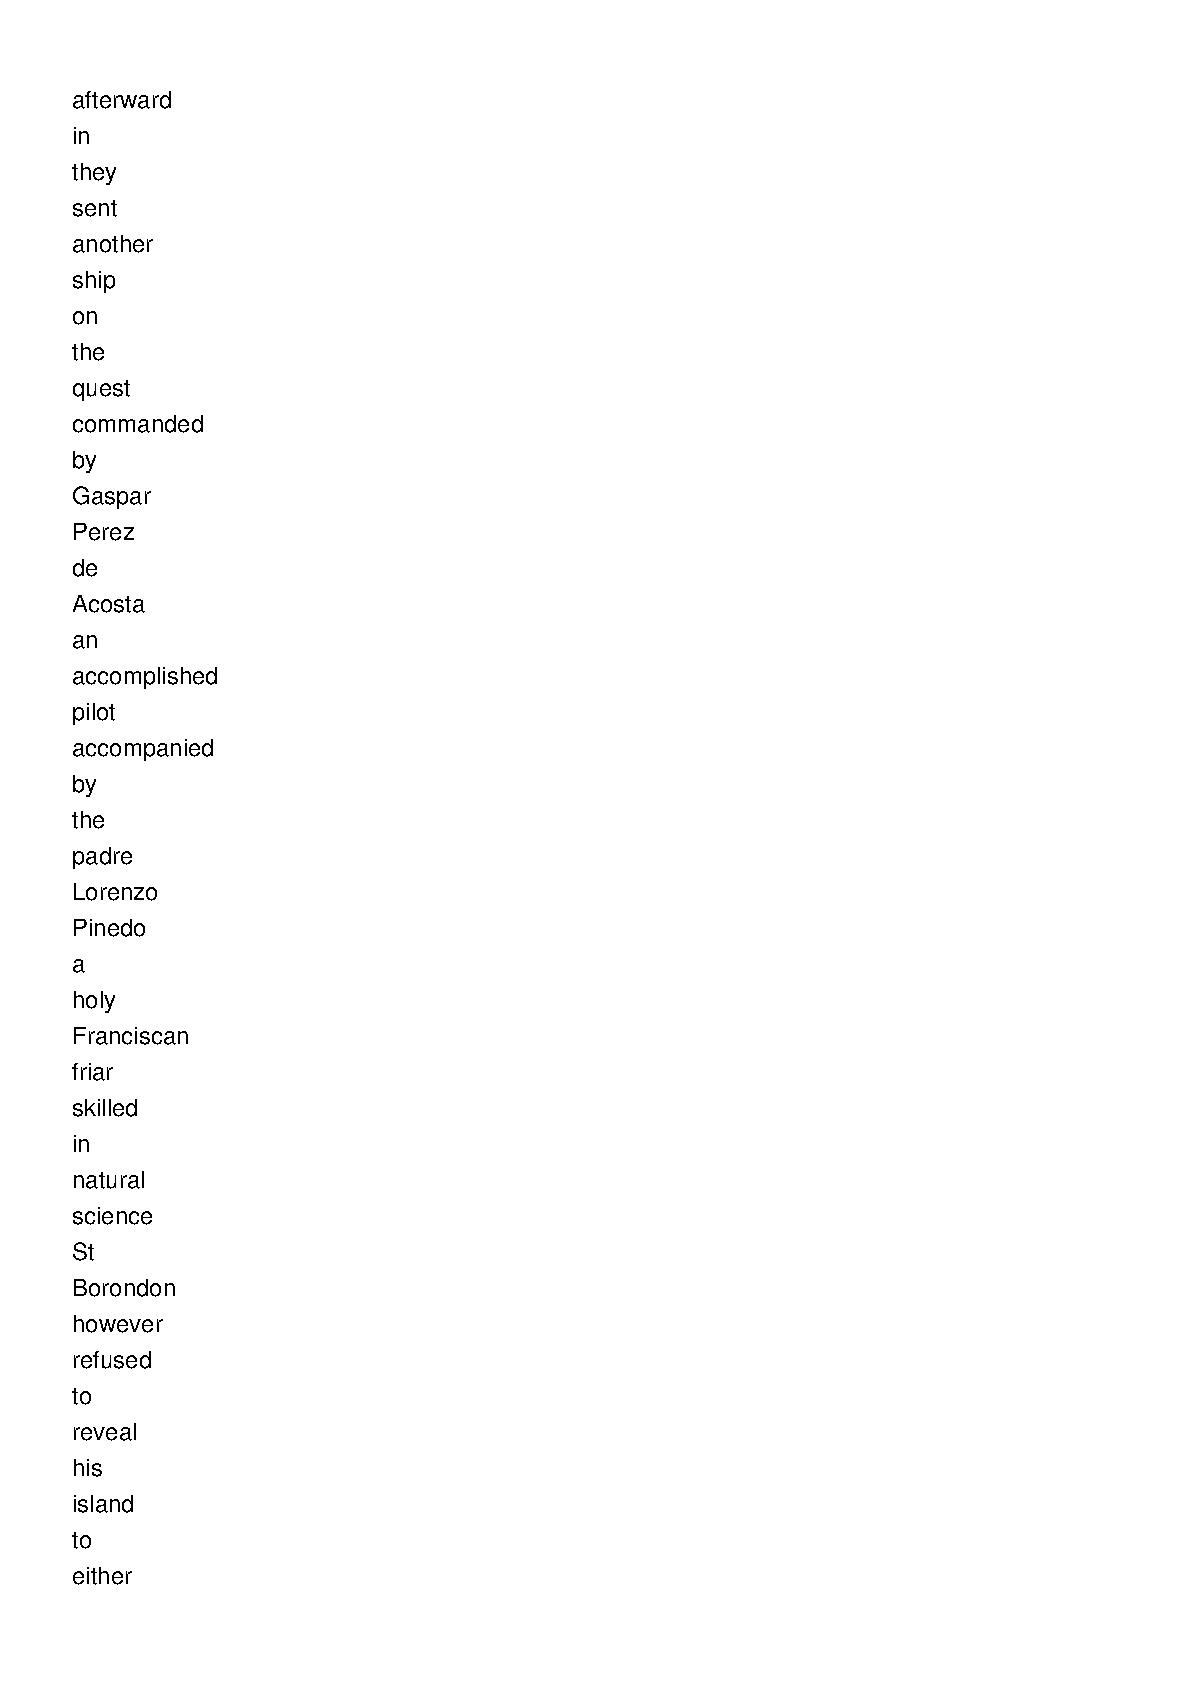 afterward
in
they
sent
another
ship
on
the
quest
commanded
by
Gaspar
Perez
de
Acosta
an
accomplished
pilot
accompanied
by
the
padre
Lorenzo
Pinedo
a
holy
Franciscan
friar
skilled
in
natural
science
St
Borondon
however
refused
to
reveal
his
island
to
either